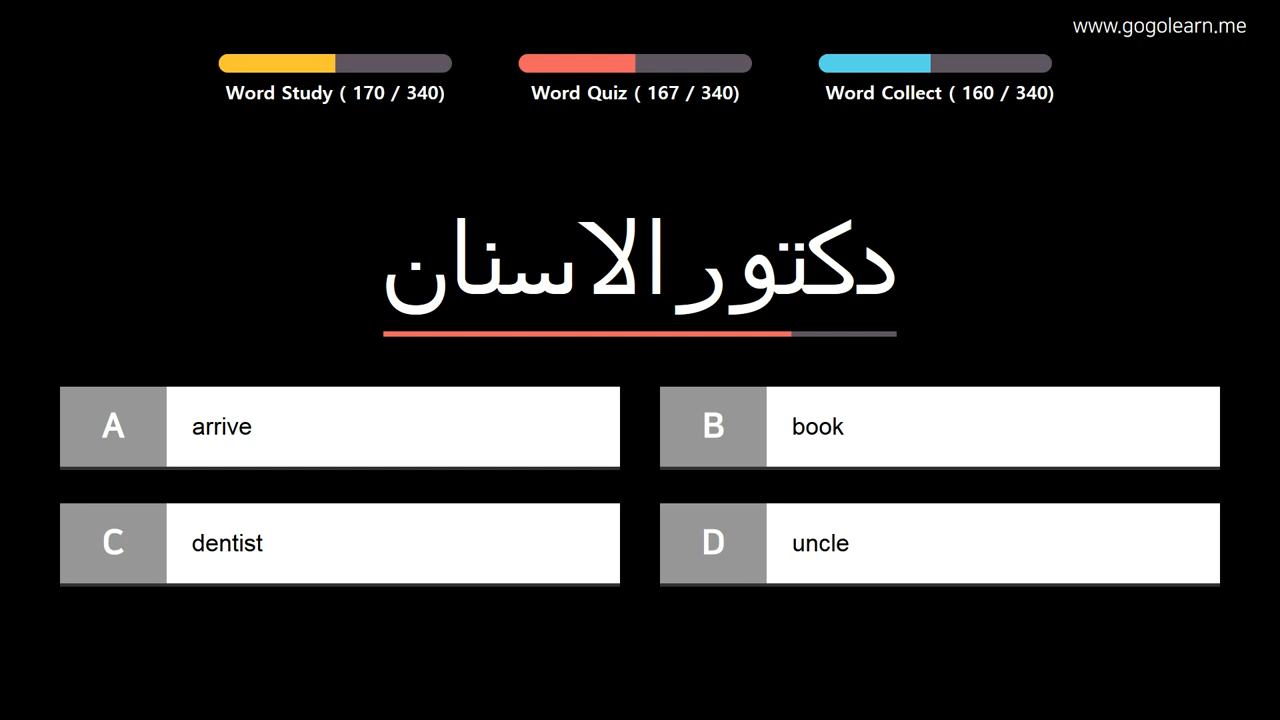 www.gogolearn.me
Word Study ( 170 / 340)
Word Quiz ( 167 / 340)
Word Collect ( 160 / 340)
دكتور الاسنان
A arrive
B book
C dentist
D uncle